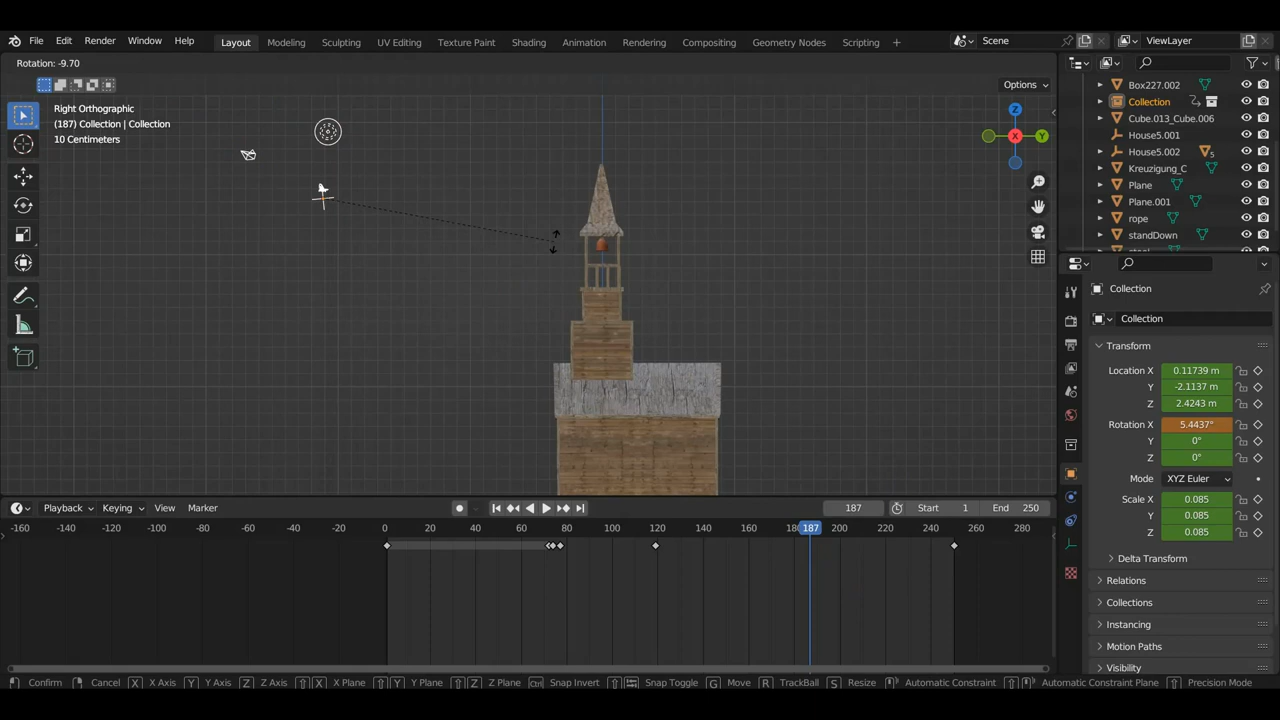 File Edit Render Window Help Layout Modeling Sculpting UV Editing Texture Paint Shading Animation Rendering Compositing Geometry Nodes Scripting + Scene ViewLayer
Rotation: -9.70
Options
Right Orthographic
(187) Collection | Collection
10 Centimeters
Z
X
Y
Box227.002
Collection
Cube.013_Cube.006
House5.001
House5.002 5
Kreuzigung_C
Plane
Plane.001
rope
standDown
Collection
Collection
Transform
Location X 0.11739 m
Y -2.1137 m
Z 2.4243 m
Rotation X 5.4437°
Y 0°
Z 0°
Mode XYZ Euler
Scale X 0.085
Y 0.085
Z 0.085
Delta Transform
Relations
Collections
Instancing
Motion Paths
Visibility
Playback Keying View Marker 187 Start 1 End 250
-160 -140 -120 -100 -80 -60 -40 -20 0 20 40 60 80 100 120 140 160 18 187 200 220 240 260 280
Confirm Cancel X X Axis Y Y Axis Z Z Axis X X Plane Y Y Plane Z Z Plane Ctrl Snap Invert Snap Toggle G Move R TrackBall S Resize Automatic Constraint Automatic Constraint Plane Precision Mode